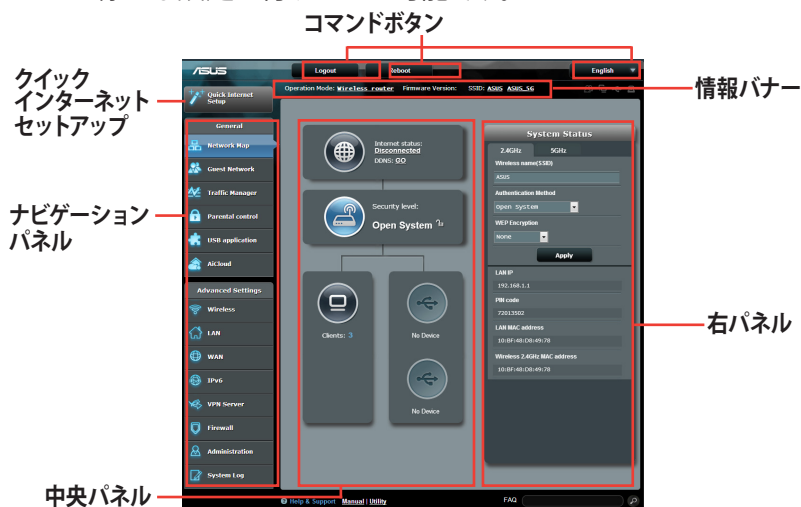 コマンドボタン
クイック
インターネット
セットアップ
ナビゲーション
パネル
中央パネル
情報バナー
右パネル
ASUS
Logout
Reboot
English
Quick Internet
Setup
Operation Mode: Wireless router Firmware Version: SSID: ASUS ASUS_5G
General
Network Map
Guest Network
Traffic Manager
Parental control
USB application
AiCloud
Advanced Settings
Wireless
LAN
WAN
IPv6
VPN Server
Firewall
Administration
System Log
Internet status:
Disconnected
DDNS: GO
Security level:
Open System
Clients: 3
No Device
No Device
System Status
2.4GHz 5GHz
Wireless name(SSID)
ASUS
Authentication Method
Open System
WEP Encryption
None
Apply
LAN IP
192.168.1.1
PIN code
72013502
LAN MAC address
10:BF:48:D8:49:78
Wireless 2.4GHz MAC address
10:BF:48:D8:49:78
Help & Support Manual | Utility
FAQ